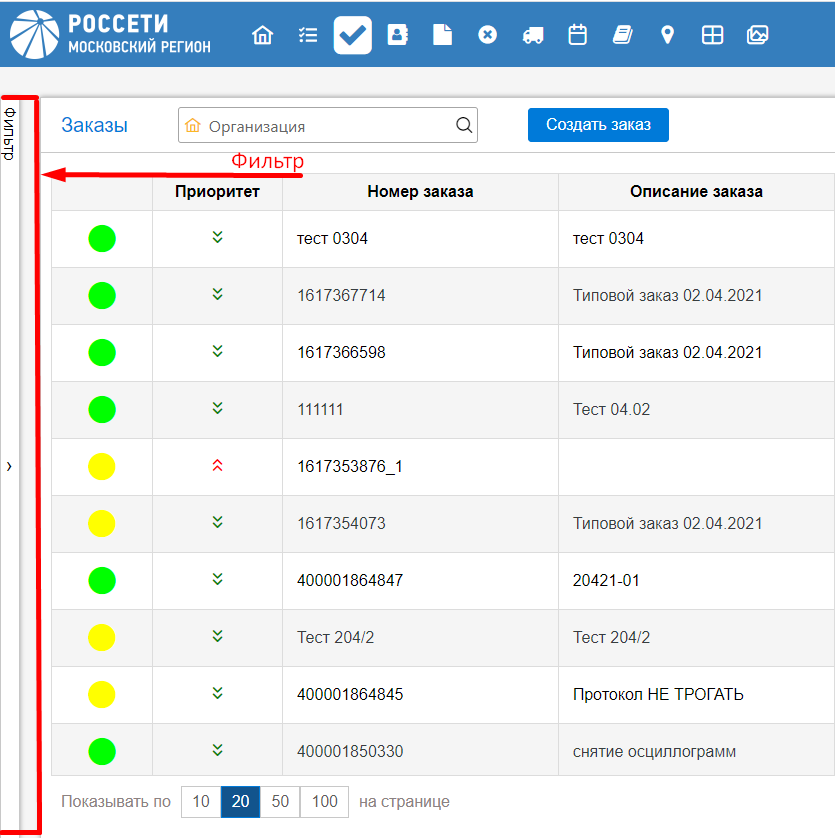 РОССЕТИ
МОСКОВСКИЙ РЕГИОН
Фильтр
Заказы
Организация
Создать заказ
Фильтр
Приоритет Номер заказа Описание заказа
тест 0304 тест 0304
1617367714 Типовой заказ 02.04.2021
1617366598 Типовой заказ 02.04.2021
111111 Тест 04.02
1617353876_1
1617354073 Типовой заказ 02.04.2021
400001864847 20421-01
Тест 204/2 Тест 204/2
400001864845 Протокол НЕ ТРОГАТЬ
400001850330 снятие осциллограмм
Показывать по 10 20 50 100 на странице